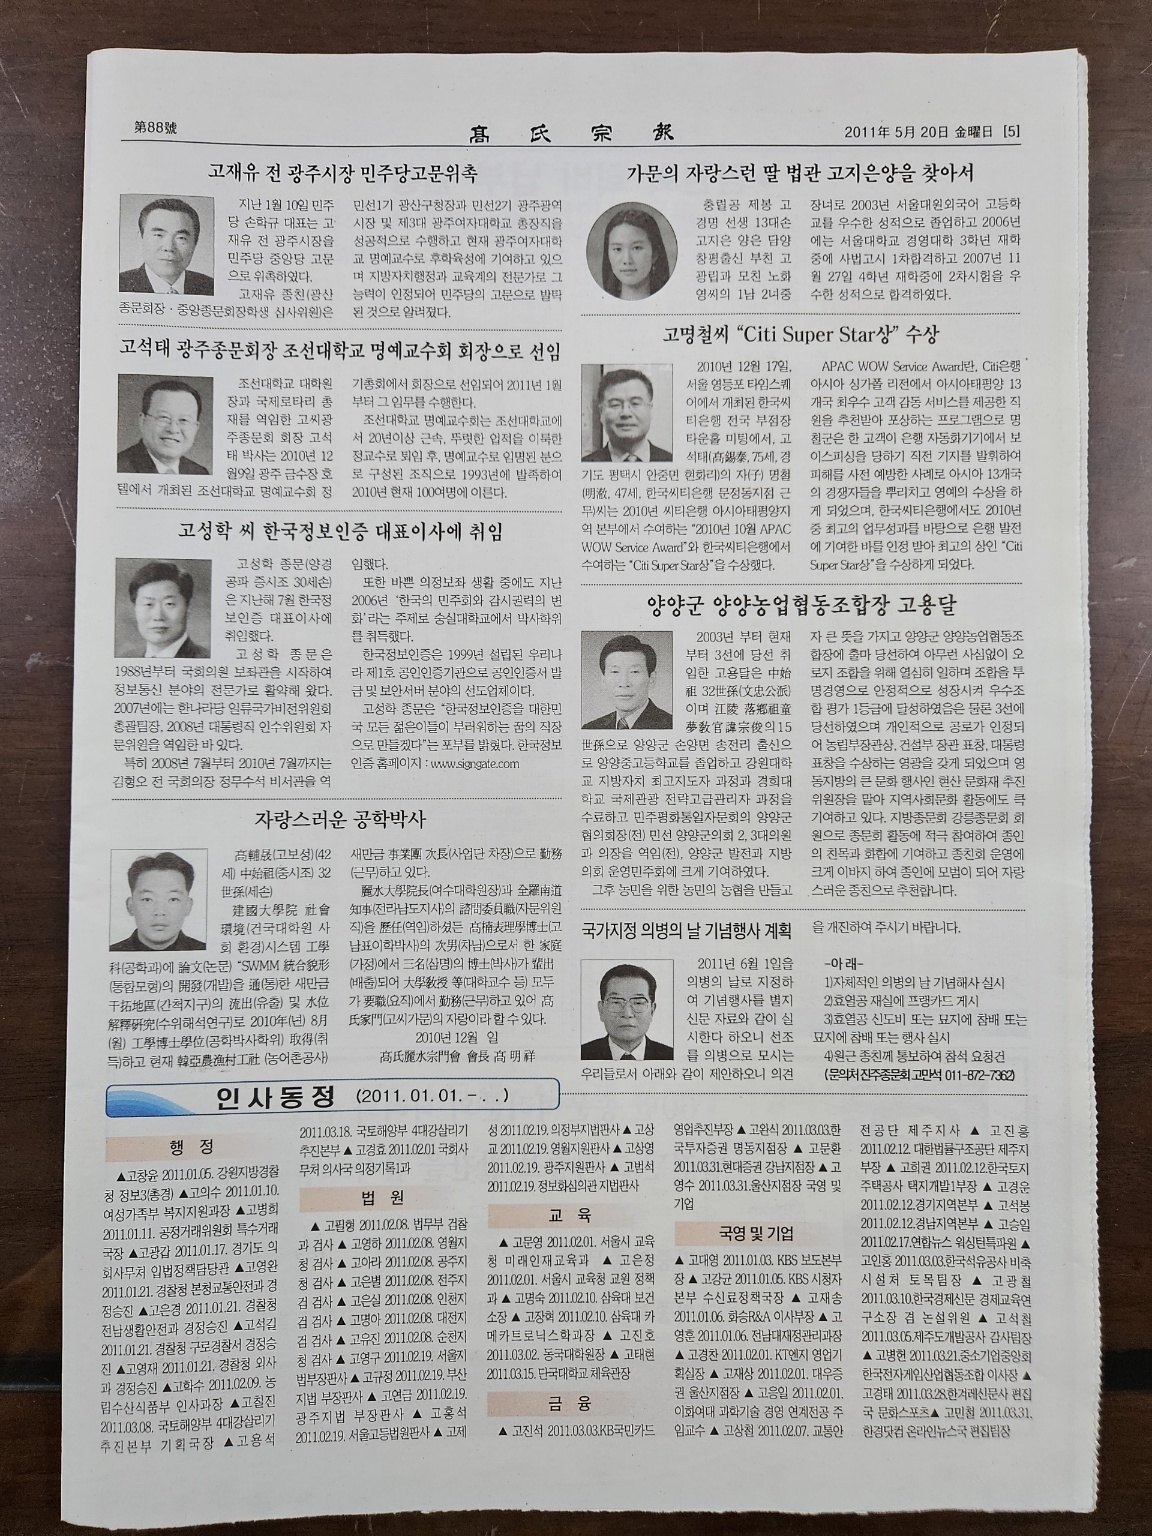 第88號
髙氏宗報
2011年 5月 20日 金曜日 [5]
고재유 전 광주시장 민주당고문위촉
지난 1월 10일 민주
당 손학규 대표는 고
재유 전 광주시장을
민주당 중앙당 고문
으로 위촉하였다.
고재유 종친(광산
종문회장·중앙종문회장학생 심사위원)은
민선1기 광산구청장과 민선2기 광주광역
시장 및 제3대 광주여자대학교 총장직을
성공적으로 수행하고 현재 광주여자대학
교 명예교수로 후학육성에 기여하고 있으
며 지방자치행정과 교육계의 전문가로 그
능력이 인정되어 민주당의 고문으로 발탁
된 것으로 알려졌다.
고석태 광주종문회장 조선대학교 명예교수회 회장으로 선임
조선대학교 대학원
장과 국제로타리 총
재를 역임한 고씨광
주종문회 회장 고석
태 박사는 2010년 12
월9일 광주 금수장 호
텔에서 개최된 조선대학교 명예교수회 정
기총회에서 회장으로 선임되어 2011년 1월
부터 그 임무를 수행한다.
조선대학교 명예교수회는 조선대학교에
서 20년이상 근속, 뚜렷한 업적을 이룩한
정교수로 퇴임 후, 명예교수로 임명된 분으
로 구성된 조직으로 1993년에 발족하여
2010년 현재 100여명에 이른다.
고성학 씨 한국정보인증 대표이사에 취임
고성학 종문(양경
공파 중시조 30세손)
은 지난해 7월 한국정
보인증 대표이사에
취임했다.
고성학 종문은
1988년부터 국회의원 보좌관을 시작하여
정보통신 분야의 전문가로 활약해 왔다.
2007년에는 한나라당 일류국가비전위원회
총괄팀장, 2008년 대통령직 인수위원회 자
문위원을 역임한 바 있다.
특히 2008년 7월부터 2010년 7월까지는
김형오 전 국회의장 정무수석 비서관을 역
임했다.
또한 바쁜 의정보좌 생활 중에도 지난
2006년 '한국의 민주화와 감시권력의 변
화'라는 주제로 숭실대학교에서 박사학위
를 취득했다.
한국정보인증은 1999년 설립된 우리나
라 제1호 공인인증기관으로 공인인증서 발
급 및 보안서버 분야의 선도업체이다.
고성학 종문은 “한국정보인증을 대한민
국 모든 젊은이들이 부러워하는 꿈의 직장
으로 만들겠다”는 포부를 밝혔다. 한국정보
인증 홈페이지 : www.signgate.com
자랑스러운 공학박사
髙輔晟(고보성)(42
세) 中始祖(중시조) 32
世孫(세손)
建國大學院 社會
環境(건국대학원 사
회 환경)시스템 工學
科(공학과)에 論文(논문) “SWMM 統合貌形
(통합모형)의 開發(개발)을 通(통)한 새만금
干拓地區(간척지구)의 流出(유출) 및 水位
解釋硏究(수위해석연구)로 2010年(년) 8月
(월) 工學博士學位(공학박사학위) 取得(취
득)하고 현재 韓亞農漁村工社 (농어촌공사)
새만금 事業團 次長(사업단 차장)으로 勤務
(근무)하고 있다.
麗水大學院長(여수대학원장)과 全羅南道
知事(전라남도지사)의 諮問委員職(자문위원
직)을 歷任(역임)하셨는 髙楠表理學博士(고
남표이학박사)의 次男(차남)으로서 한 家庭
(가정)에서 三名(삼명)의 博士(박사)가 輩出
(배출)되어 大學敎授 等(대학교수 등) 모두
가 要職(요직)에서 勤務(근무)하고 있어 髙
氏家門(고씨가문)의 자랑이라 할 수 있다.
2010년 12월 일
髙氏麗水宗門會 會長 髙 明 祥
가문의 자랑스런 딸 법관 고지은양을 찾아서
충렬공 제봉 고
경명 선생 13대손
고지은 양은 담양
창평출신 부친 고
광림과 모친 노화
영씨의 1남 2녀중
장녀로 2003년 서울대원외국어 고등학
교를 우수한 성적으로 졸업하고 2006년
에는 서울대학교 경영대학 3학년 재학
중에 사법고시 1차합격하고 2007년 11
월 27일 4학년 재학중에 2차시험을 우
수한 성적으로 합격하였다.
고명철씨 “Citi Super Star상” 수상
2010년 12월 17일,
서울 영등포 타임스퀘
어에서 개최된 한국씨
티은행 전국 부점장
타운홀 미팅에서, 고
석태(髙錫泰, 75세, 경
기도 평택시 안중면 현화리)의 자(子) 명철
(明澈, 47세, 한국씨티은행 문정동지점 근
무)씨는 2010년 씨티은행 아시아태평양지
역 본부에서 수여하는 “2010년 10월 APAC
WOW Service Award”와 한국씨티은행에서
수여하는 “Citi Super Star상”을 수상했다.
APAC WOW Service Award란, Citi은행
아시아 싱가폴 리전에서 아시아태평양 13
개국 최우수 고객 감동 서비스를 제공한 직
원을 추천받아 포상하는 프로그램으로 명
철군은 한 고객이 은행 자동화기기에서 보
이스피싱을 당하기 직전 기지를 발휘하여
피해를 사전 예방한 사례로 아시아 13개국
의 경쟁자들을 뿌리치고 영예의 수상을 하
게 되었으며, 한국씨티은행에서도 2010년
중 최고의 업무성과를 바탕으로 은행 발전
에 기여한 바를 인정 받아 최고의 상인 “Citi
Super Star상”을 수상하게 되었다.
양양군 양양농업협동조합장 고용달
2003년 부터 현재
부터 3선에 당선 취
임한 고용달은 中始
祖 32世孫(文忠公派)
이며 江陵 落鄕祖童
夢敎官諱宗俊의15
世孫으로 양양군 손양면 송전리 출신으
로 양양중고등학교를 졸업하고 강원대학
교 지방자치 최고지도자 과정과 경희대
학교 국제관광 전략고급관리자 과정을
수료하고 민주평화통일자문회의 양양군
협의회장(전) 민선 양양군의회 2, 3대의원
과 의장을 역임(전), 양양군 발전과 지방
의회 운영민주화에 크게 기여하였다.
그후 농민을 위한 농민의 농협을 만들고
자 큰 뜻을 가지고 양양군 양양농업협동조
합장에 출마 당선하여 아무런 사심없이 오
로지 조합을 위해 열심히 일하며 조합을 투
명경영으로 안정적으로 성장시켜 우수조
합 평가 1등급에 달성하였음은 물론 3선에
당선하였으며 개인적으로 공로가 인정되
어 농림부장관상, 건설부 장관 표창, 대통령
표창을 수상하는 영광을 갖게 되었으며 영
동지방의 큰 문화 행사인 현산 문화재 추진
위원장을 맡아 지역사회문화 활동에도 큰
기여하고 있다. 지방종문회 강릉종문회 회
원으로 종문회 활동에 적극 참여하여 종인
의 친목과 화합에 기여하고 종친회 운영에
크게 이바지 하여 종인에 모범이 되어 자랑
스러운 종친으로 추천합니다.
국가지정 의병의 날 기념행사 계획
2011년 6월 1일을
의병의 날로 지정하
여 기념행사를 별지
신문 자료와 같이 실
시한다 하오니 선조
를 의병으로 모시는
우리들로서 아래와 같이 제안하오니 의견
을 개진하여 주시기 바랍니다.
-아 래-
1)자체적인 의병의 날 기념해사 실시
2)효열공 재실에 프랭카드 게시
3)효열공 신도비 또는 묘지에 참배 또는
묘지에 참배 또는 행사 실시
4)원근 종친께 통보하여 참석 요청건
(문의처 진주종문회 고만석 011-872-7362)
인사동정 (2011.01.01.-..)
행 정
▲고창윤 2011.01.05. 강원지방경찰
청 정보3(총경) ▲고의수 2011.01.10.
여성가족부 복지지원과장 ▲고병희
2011.01.11. 공정거래위원회 특수거래
국장 ▲고광갑 2011.01.17. 경기도 의
회사무처 입법정책담당관 ▲고영완
2011.01.21. 경찰청 본청교통안전과 경
정승진 ▲고은경 2011.01.21. 경찰청
전남생활안전과 경정승진 ▲고석길
2011.01.21. 경찰청 구로경찰서 경정승
진 ▲고영재 2011.01.21. 경찰청 외사
과 경정승진 ▲고학수 2011.02.09. 농
림수산식품부 인사과장 ▲고칠진
2011.03.08. 국토해양부 4대강살리기
추진본부 기획국장 ▲고용석
2011.03.18. 국토해양부 4대강살리기
추진본부 ▲고경효 2011.02.01 국회사
무처 의사국 의정기록1과
법 원
▲고필형 2011.02.08. 법무부 검찰
과 검사 ▲고영하 2011.02.08. 영월지
청 검사 ▲고아라 2011.02.08. 공주지
청 검사 ▲고은별 2011.02.08. 전주지
검 검사 ▲고은실 2011.02.08. 인천지
검 검사 ▲고명아 2011.02.08. 대전지
검 검사 ▲고유진 2011.02.08. 순천지
청 검사 ▲고영구 2011.02.19. 서울지
법부장판사 ▲고규정 2011.02.19. 부산
지법 부장판사 ▲고연금 2011.02.19.
광주지법 부장판사 ▲고홍석
2011.02.19. 서울고등법원판사 ▲고제
성 2011.02.19. 의정부지법판사 ▲고상
교 2011.02.19. 영월지원판사 ▲고상영
2011.02.19. 광주지원판사 ▲고범석
2011.02.19. 정보화심의관 지법판사
교 육
▲고문영 2011.02.01. 서울시 교육
청 미래인재교육과 ▲고은정
2011.02.01. 서울시 교육청 교원 정책
과 ▲고명숙 2011.02.10. 삼육대 보건
소장 ▲고장혁 2011.02.10. 삼육대 카
메카트로닉스학과장 ▲고진호
2011.03.02. 동국대학원장 ▲고태현
2011.03.15. 단국대학교 체육관장
금 융
▲고진석 2011.03.03.KB국민카드
영업추진부장 ▲고완식 2011.03.03.한
국투자증권 명동지점장 ▲고문환
2011.03.31.현대증권 강남지점장 ▲고
영수 2011.03.31.울산지점장 국영 및
기업
국영 및 기업
▲고대영 2011.01.03. KBS 보도본부
장 ▲고강균 2011.01.05. KBS 시청자
본부 수신료정책국장 ▲고재송
2011.01.06. 화승R&A 이사부장 ▲고
영훈 2011.01.06. 전남대재정관리과장
▲고경찬 2011.02.01. KT엔지 영업기
획실장 ▲고재상 2011.02.01. 대우증
권 울산지점장 ▲고응일 2011.02.01.
이화여대 과학기술 경영 연계전공 주
임교수 ▲고상철 2011.02.07. 교통안
전공단 제주지사 ▲고진흥
2011.02.12. 대한법률구조공단 제주지
부장 ▲고희권 2011.02.12.한국토지
주택공사 택지개발1부장 ▲고경운
2011.02.12.경기지역본부 ▲고석봉
2011.02.12.경남지역본부 ▲고승일
2011.02.17.연합뉴스 워싱턴특파원 ▲
고인홍 2011.03.03.한국석유공사 비축
시설처 토목팀장 ▲고광철
2011.03.10.한국경제신문 경제교육연
구소장 겸 논설위원 ▲고석철
2011.03.05.제주도개발공사 감사팀장
▲고병헌 2011.03.21.중소기업중앙회
한국전자게임산업협동조합 이사장 ▲
고경태 2011.03.28.한겨레신문사 편집
국 문화스포츠▲고민철 2011.03.31.
한경닷컴 온라인뉴스국 편집팀장